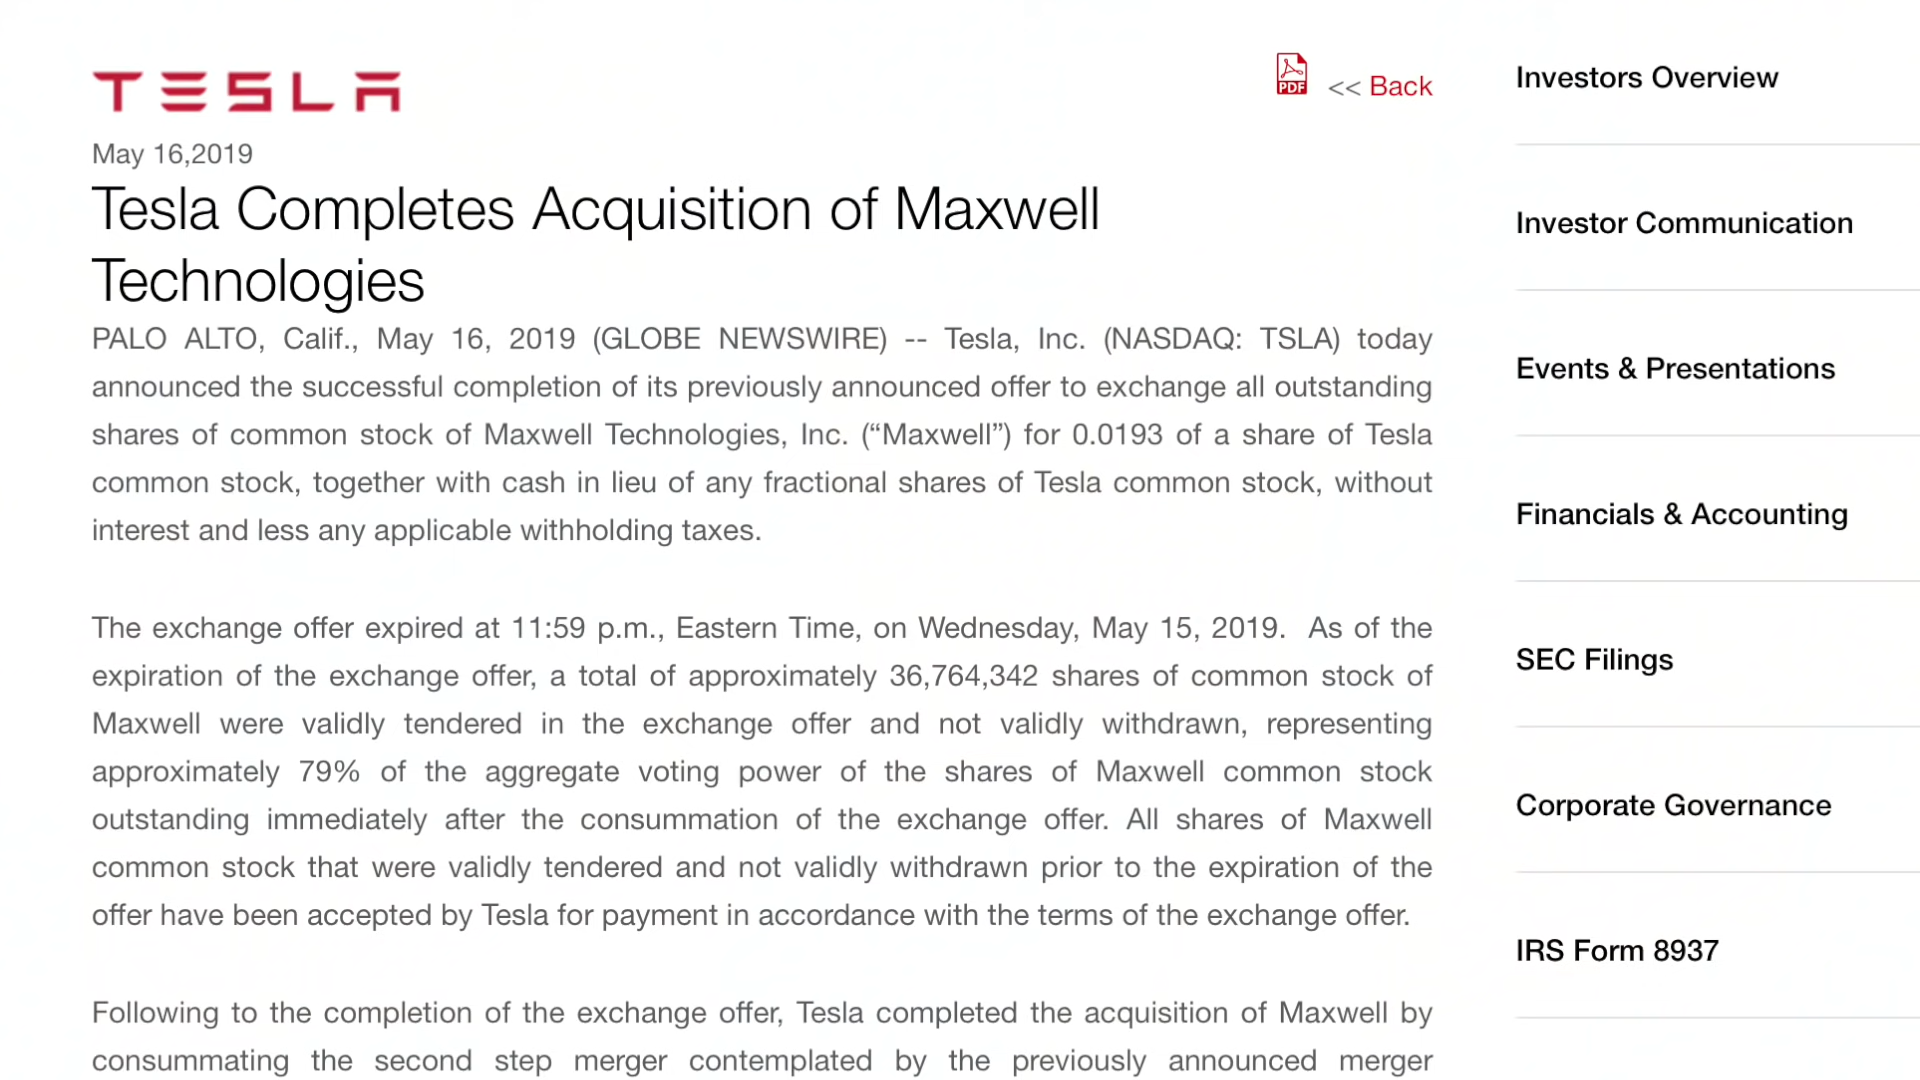 TESLA
<< Back
May 16,2019
Tesla Completes Acquisition of Maxwell
Technologies
PALO ALTO, Calif., May 16, 2019 (GLOBE NEWSWIRE) -- Tesla, Inc. (NASDAQ: TSLA) today
announced the successful completion of its previously announced offer to exchange all outstanding
shares of common stock of Maxwell Technologies, Inc. (“Maxwell”) for 0.0193 of a share of Tesla
common stock, together with cash in lieu of any fractional shares of Tesla common stock, without
interest and less any applicable withholding taxes.
The exchange offer expired at 11:59 p.m., Eastern Time, on Wednesday, May 15, 2019.  As of the
expiration of the exchange offer, a total of approximately 36,764,342 shares of common stock of
Maxwell were validly tendered in the exchange offer and not validly withdrawn, representing
approximately 79% of the aggregate voting power of the shares of Maxwell common stock
outstanding immediately after the consummation of the exchange offer. All shares of Maxwell
common stock that were validly tendered and not validly withdrawn prior to the expiration of the
offer have been accepted by Tesla for payment in accordance with the terms of the exchange offer.
Following to the completion of the exchange offer, Tesla completed the acquisition of Maxwell by
consummating the second step merger contemplated by the previously announced merger
PDF
Investors Overview
Investor Communication
Events & Presentations
Financials & Accounting
SEC Filings
Corporate Governance
IRS Form 8937